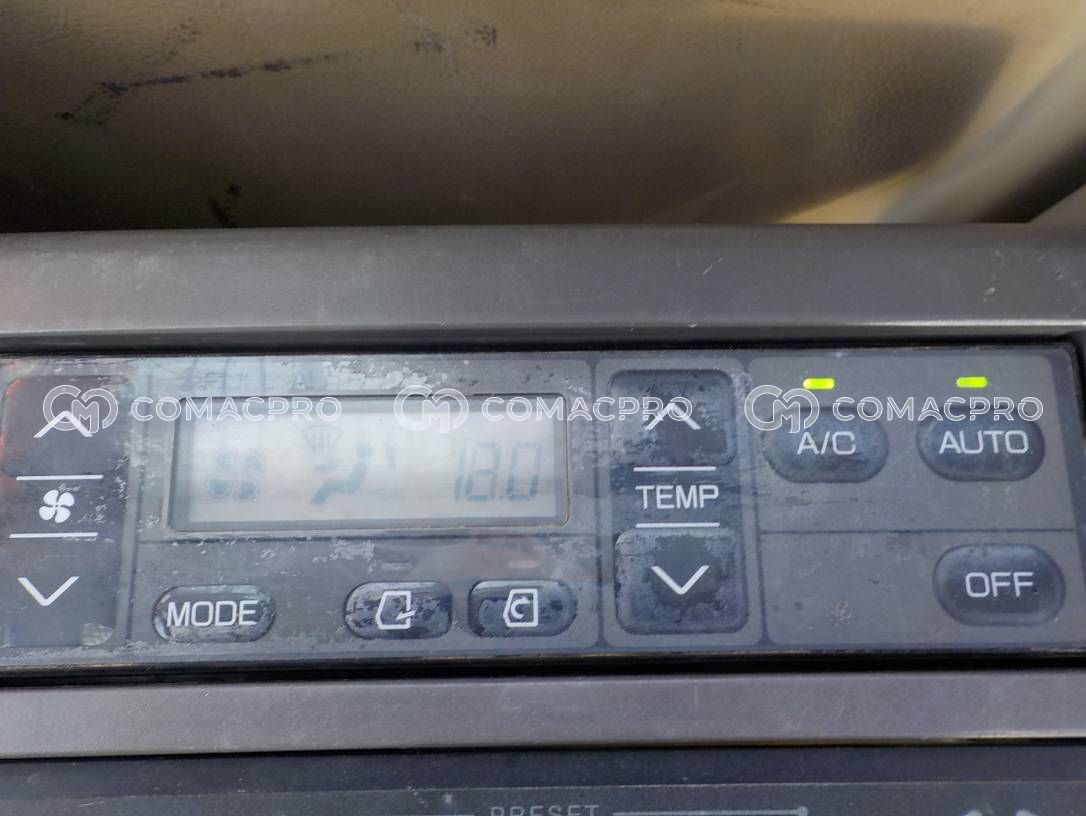 COMACPRO COMACPRO COMACPRO
18.0
TEMP
A/C
AUTO
MODE
OFF
PRESET